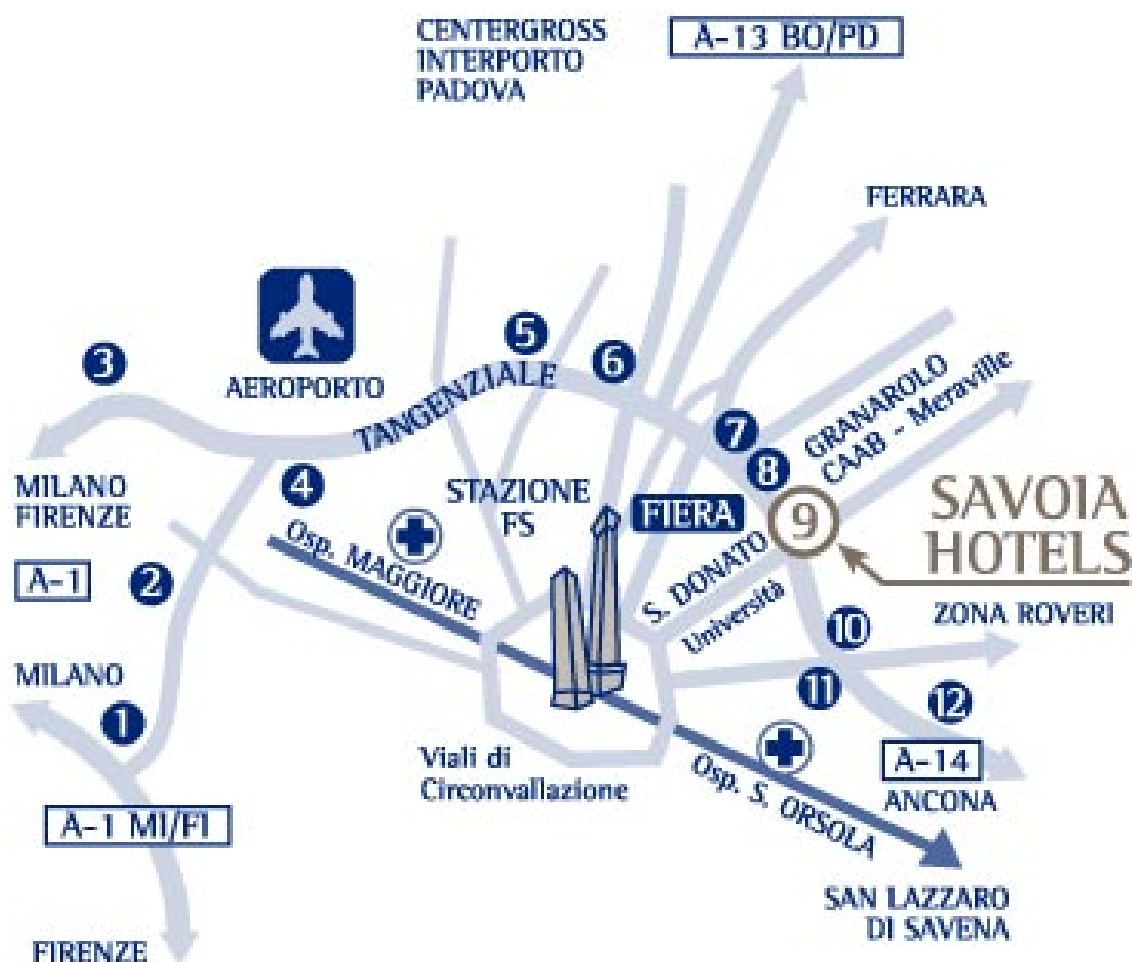 CENTERGROSS
INTERPORTO
PADOVA
A-13 BO/PD
FERRARA
AEROPORTO
3
5
6
TANGENZIALE
7
8
GRANAROLO
CAAB - Meraville
MILANO
FIRENZE
4
STAZIONE
FS
FIERA
9
SAVOIA
HOTELS
Osp. MAGGIORE
A-1
2
S. DONATO
Università
ZONA ROVERI
10
MILANO
1
11
12
Viali di
Circonvallazione
A-14
ANCONA
Osp. S. ORSOLA
A-1 MI/FI
SAN LAZZARO
DI SAVENA
FIRENZE